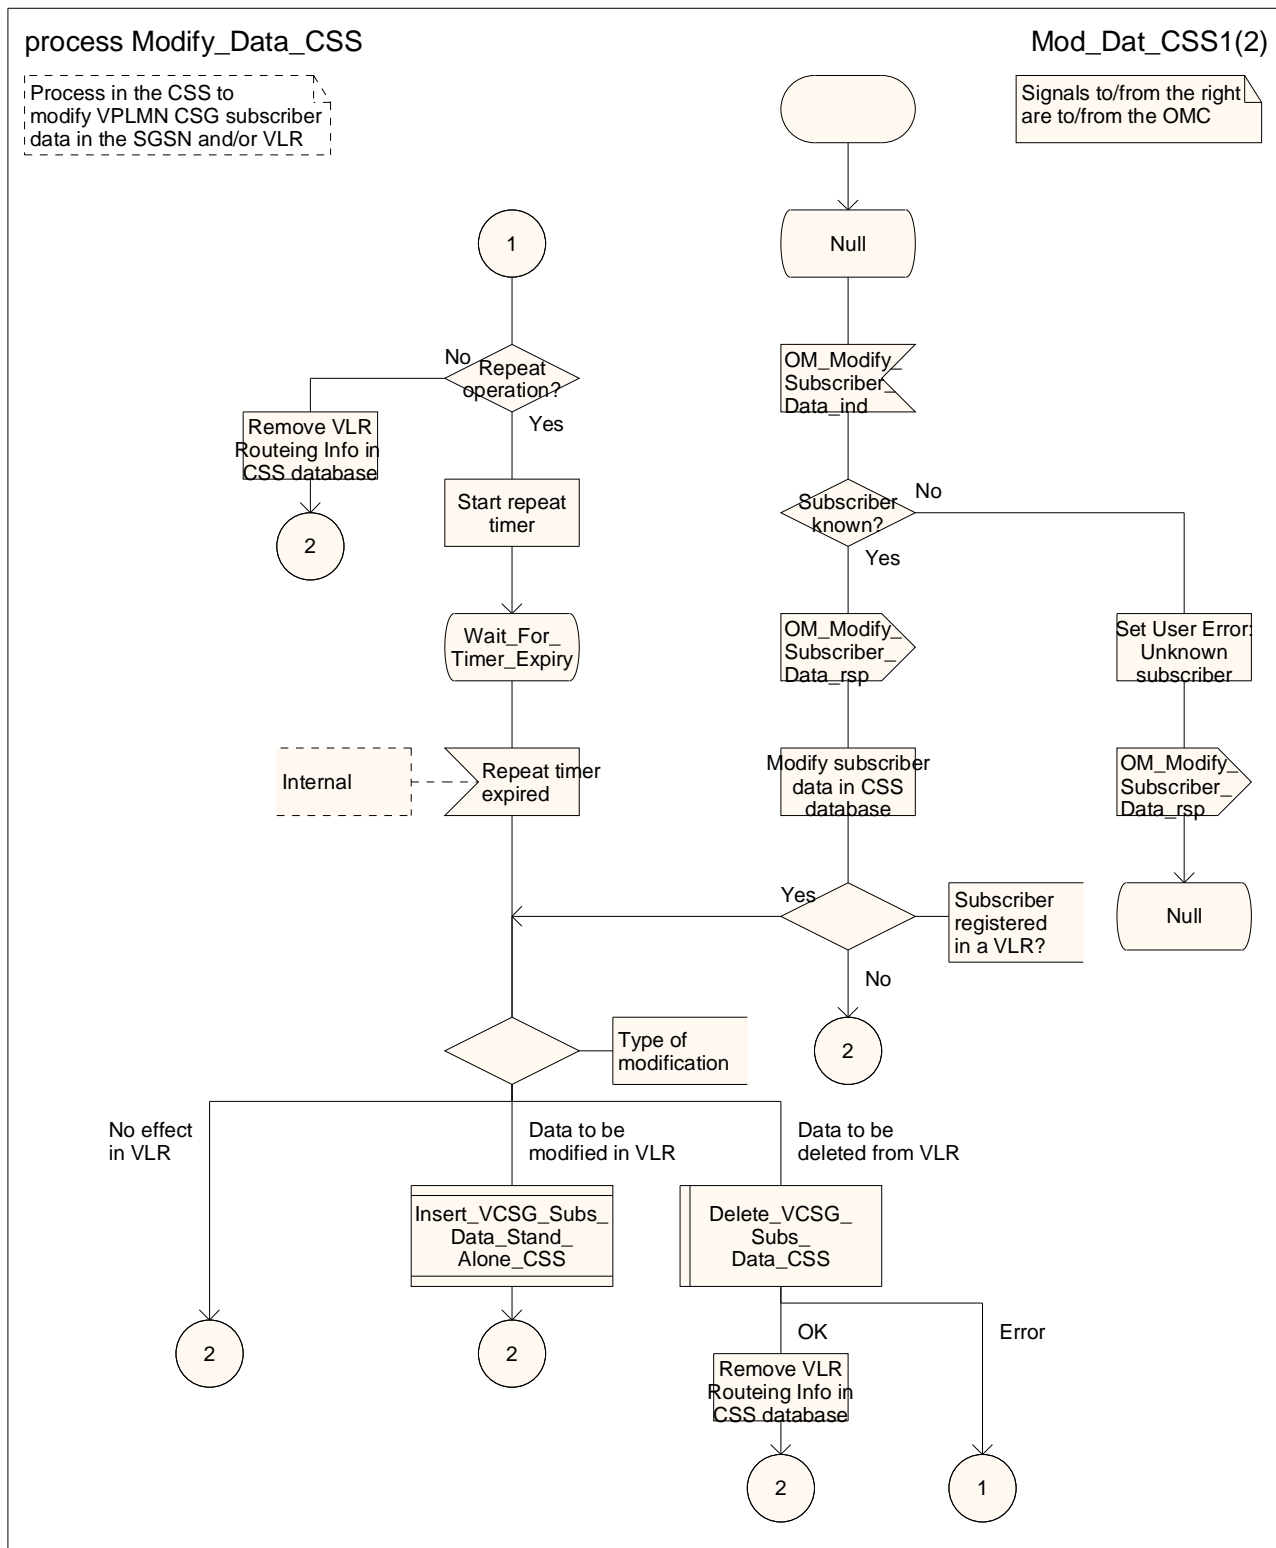 process Modify_Data_CSS
Mod_Dat_CSS1(2)
Process in the CSS to
modify VPLMN CSG subscriber
data in the SGSN and/or VLR
Signals to/from the right
are to/from the OMC
1
Null
No
Repeat
operation?
Yes
OM_Modify_
Subscriber_
Data_ind
Remove VLR
Routeing Info in
CSS database
2
Start repeat
timer
Subscriber
known?
No
Yes
Wait_For_
Timer_Expiry
OM_Modify_
Subscriber_
Data_rsp
Set User Error:
Unknown
subscriber
Internal
Repeat timer
expired
Modify subscriber
data in CSS
database
OM_Modify_
Subscriber_
Data_rsp
Yes
Subscriber
registered
in a VLR?
Null
No
2
Type of
modification
No effect
in VLR
Data to be
modified in VLR
Data to be
deleted from VLR
Insert_VCSG_Subs_
Data_Stand_
Alone_CSS
Delete_VCSG_
Subs_
Data_CSS
2
2
OK
Error
Remove VLR
Routeing Info in
CSS database
2
1